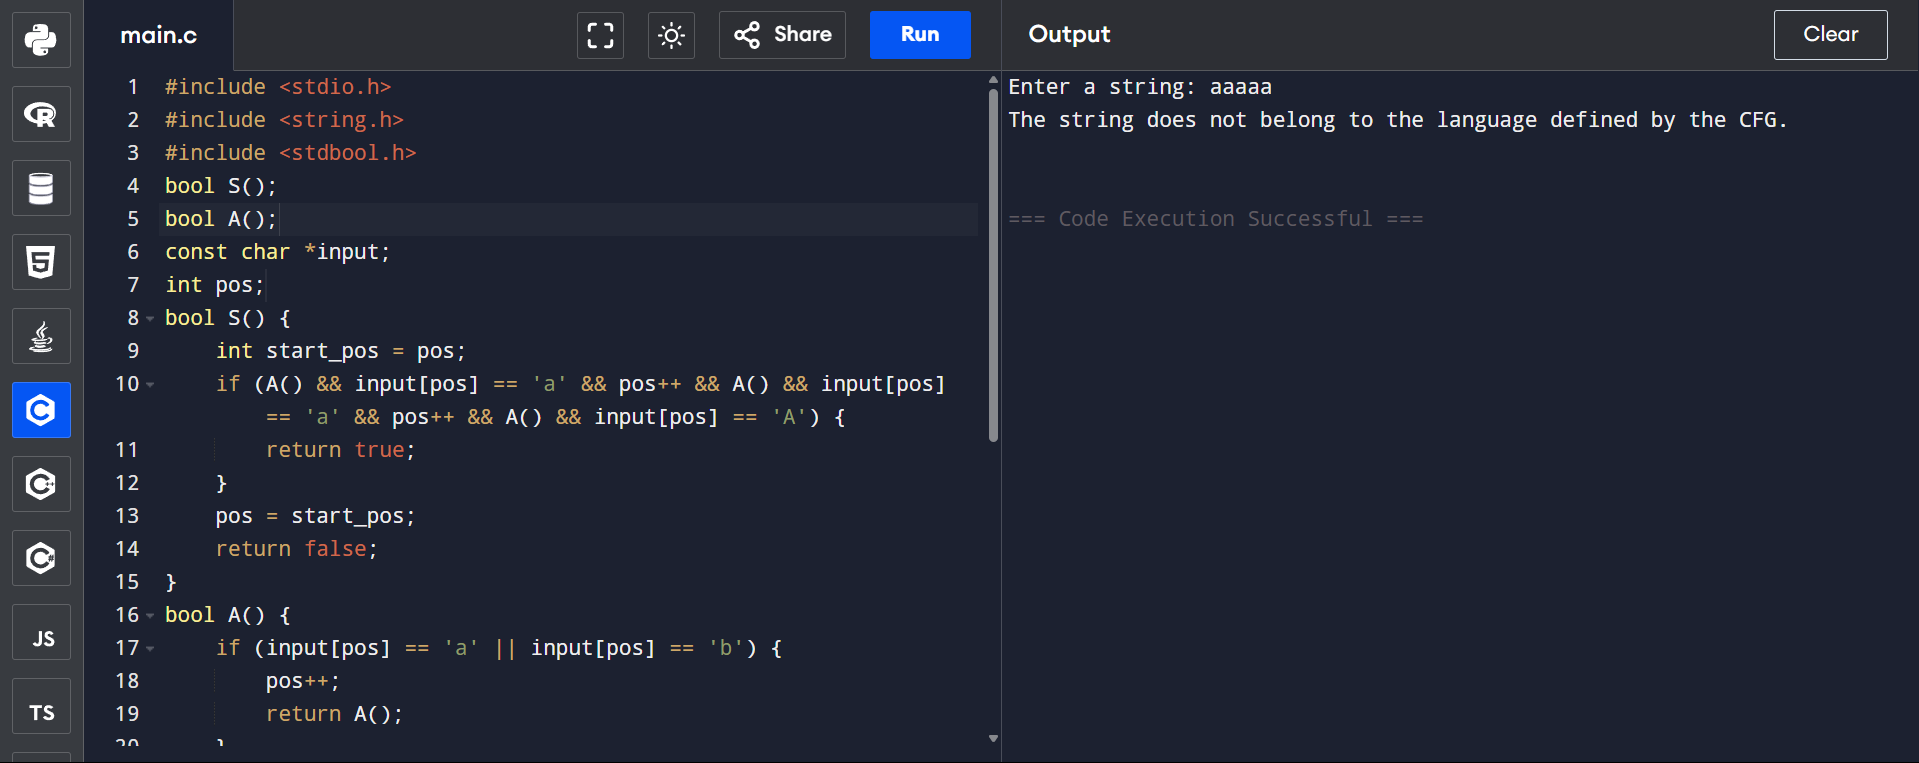 main.c
Share
Run
Output
Clear
1 #include <stdio.h>
2 #include <string.h>
3 #include <stdbool.h>
4 bool S();
5 bool A();
6 const char *input;
7 int pos;
8 bool S() {
9 int start_pos = pos;
10 if (A() && input[pos] == 'a' && pos++ && A() && input[pos]
== 'a' && pos++ && A() && input[pos] == 'A') {
11 return true;
12 }
13 pos = start_pos;
14 return false;
15 }
16 bool A() {
17 if (input[pos] == 'a' || input[pos] == 'b') {
18 pos++;
19 return A();
20 }
Enter a string: aaaaa
The string does not belong to the language defined by the CFG.
=== Code Execution Successful ===
R
5
C
C++
C#
JS
TS